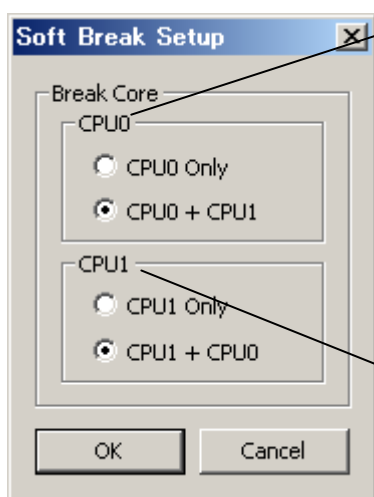 Soft Break Setup
Break Core
CPU0
CPU0 Only
CPU0 + CPU1
CPU1
CPU1 Only
CPU1 + CPU0
OK
Cancel